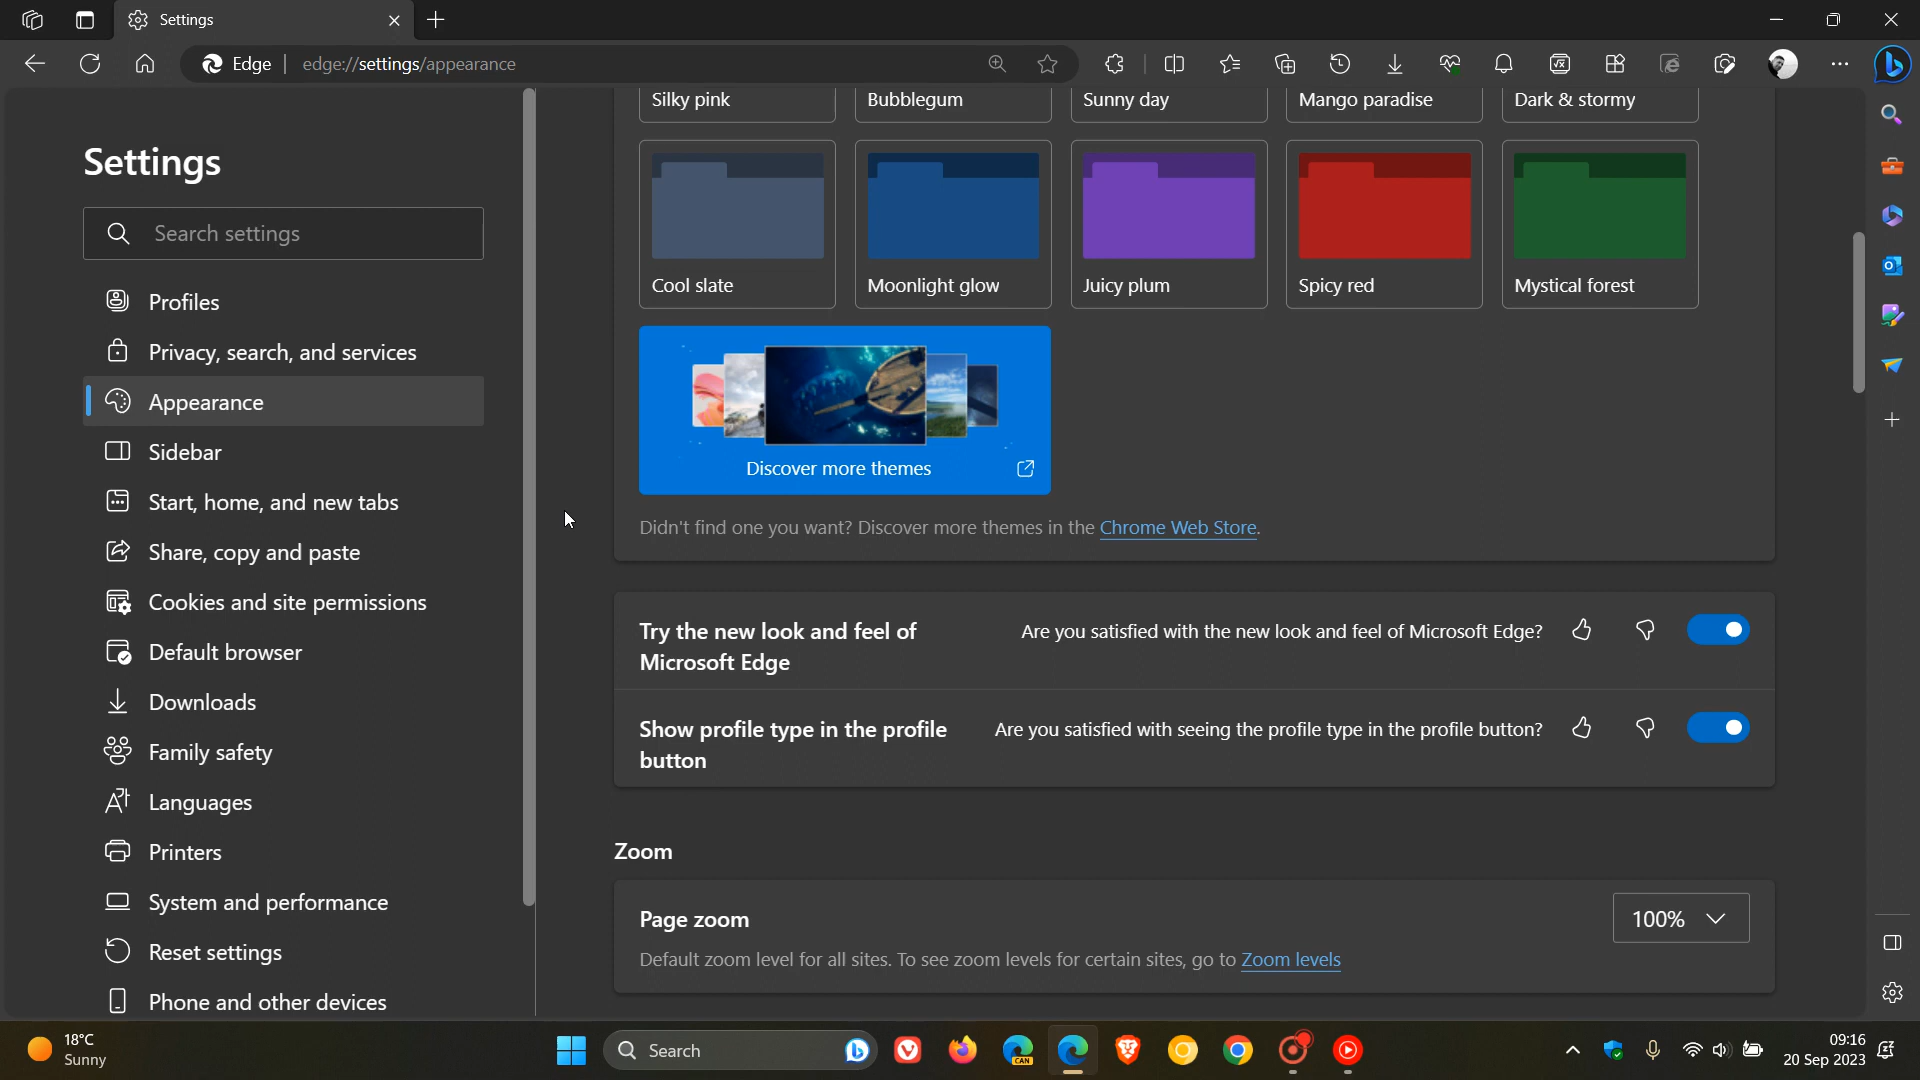 Settings
Edge
edge://settings/appearance
Silky pink
Bubblegum
Sunny day
Mango paradise
Dark & stormy
Settings
Search settings
Cool slate
Moonlight glow
Juicy plum
Spicy red
Mystical forest
Profiles
Privacy, search, and services
Appearance
Sidebar
Start, home, and new tabs
Share, copy and paste
Cookies and site permissions
Default browser
Downloads
Family safety
Languages
Printers
System and performance
Reset settings
Phone and other devices
Discover more themes
Didn't find one you want? Discover more themes in the Chrome Web Store.
Try the new look and feel of
Microsoft Edge
Are you satisfied with the new look and feel of Microsoft Edge?
Show profile type in the profile
button
Are you satisfied with seeing the profile type in the profile button?
Zoom
Page zoom
100%
Default zoom level for all sites. To see zoom levels for certain sites, go to Zoom levels
18°C
Sunny
Search
CAN
09:16
20 Sep 2023